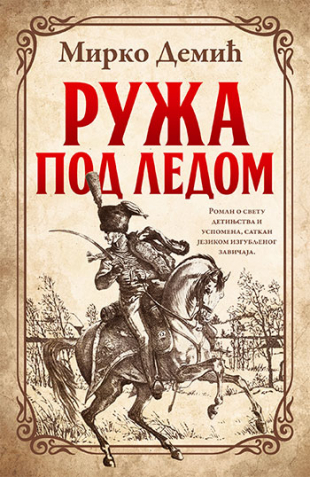 Мирко Демић
РУЖА
ПОД ЛЕДОМ
Роман о свету
детињства и
успомена, саткан
језиком изгубљеног
завичаја.